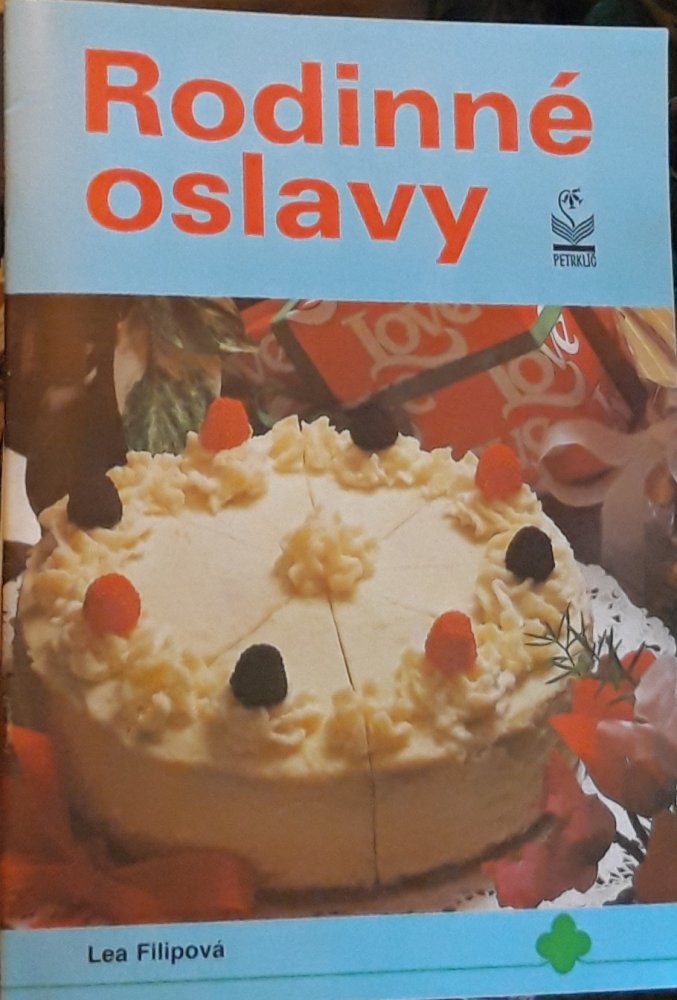 Rodinné
oslavy
PETRKLÍČ
Love
Love
Lea Filipová